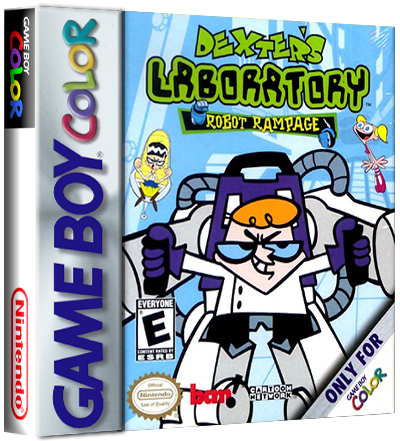 GAME BOY
COLOR
Nintendo
GAME BOY COLOR
DEXTER'S
LABORATORY™
ROBOT RAMPAGE
EVERYONE
E
CONTENT RATED BY
ESRB
Official
Nintendo
Seal of Quality
bam!
CARTOON
NETWORK
ONLY FOR
GAME BOY
COLOR